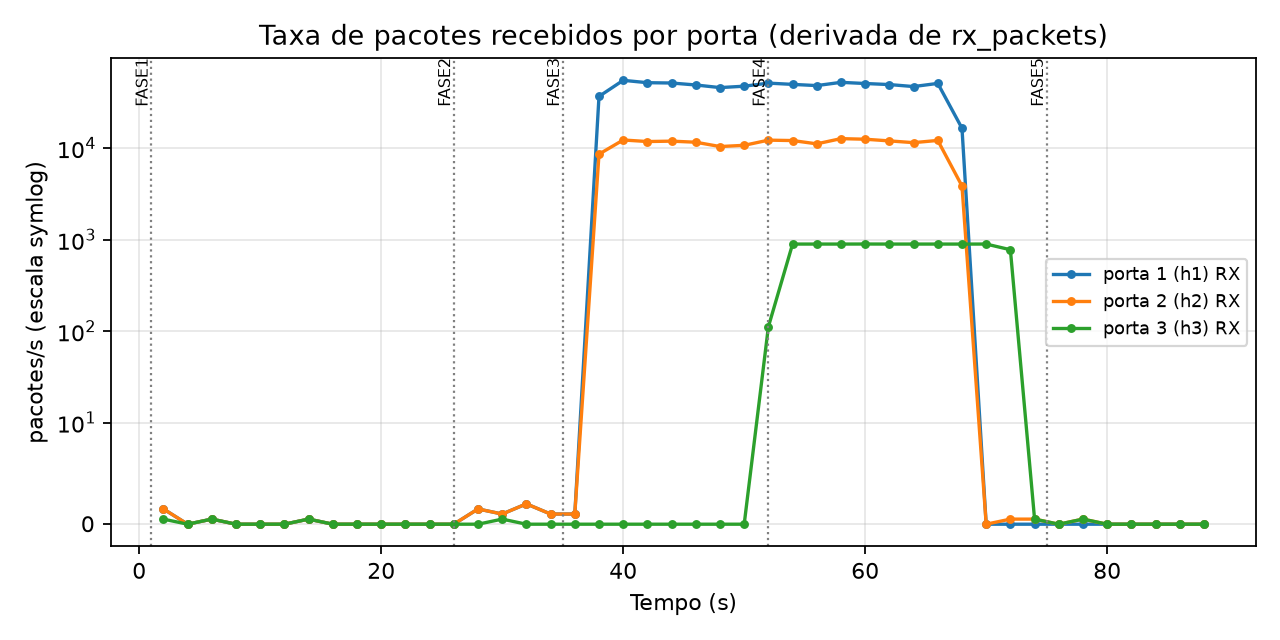 Taxa de pacotes recebidos por porta (derivada de rx_packets)
FASE1
FASE2
FASE3
FASE4
FASE5
pacotes/s (escala symlog)
10⁴
10³
10²
10¹
0
porta 1 (h1) RX
porta 2 (h2) RX
porta 3 (h3) RX
0 20 40 60 80
Tempo (s)